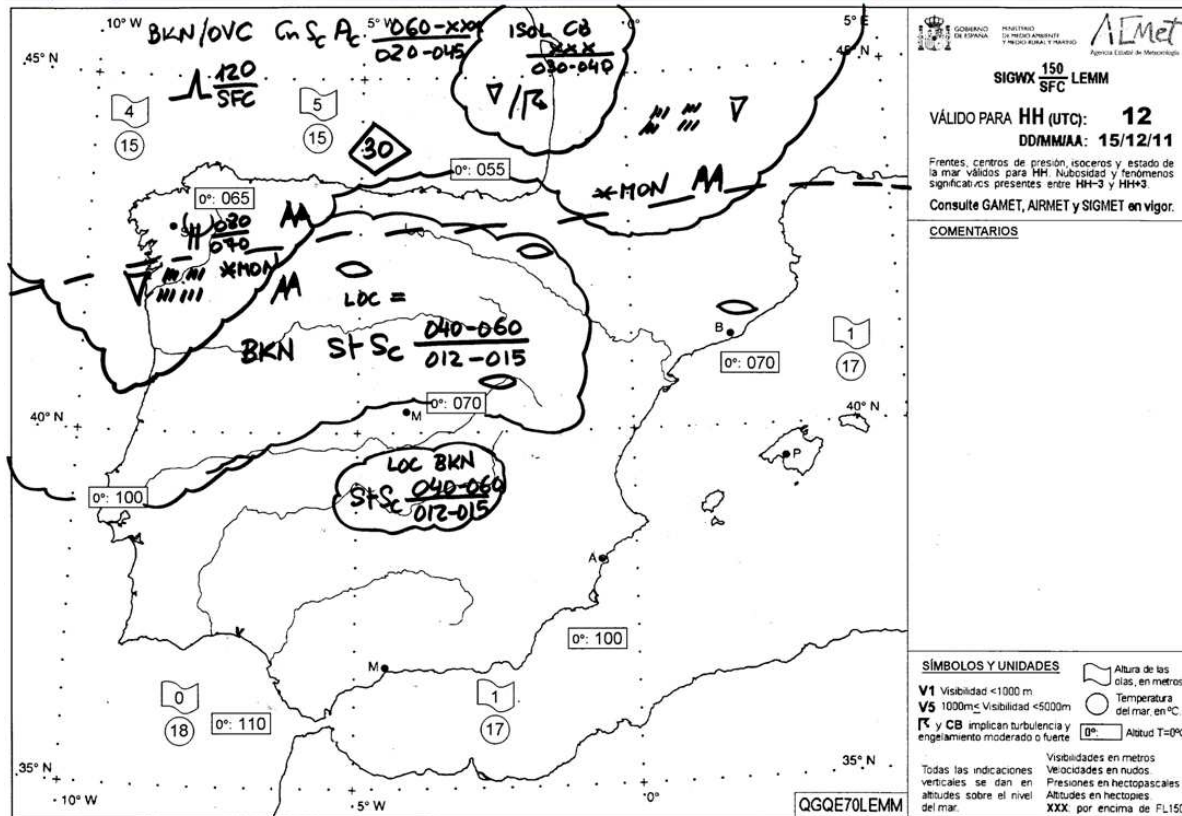 10° W
5° W
0°
5° E
45° N
45° N
BKN/OVC Cu Sc Ac 060-XXX
020-045
120
SFC
ISOL CB
XXX
030-040
4
15
5
15
30
0°: 055
*MON
0°: 065
080
070
*MON
LOC =
BKN St Sc 040-060
012-015
B
1
17
0°: 070
0°: 070
M
40° N
40° N
P
LOC BKN
St Sc 040-060
012-015
0°: 100
A
0°: 100
M
0
18
0°: 110
1
17
35° N
35° N
10° W
5° W
0°
QGQE70LEMM
GOBIERNO DE ESPAÑA
MINISTERIO DE MEDIO AMBIENTE Y MEDIO RURAL Y MARINO
AEmet
Agencia Estatal de Meteorología
SIGWX 150 LEMM
SFC
VÁLIDO PARA HH (UTC): 12
DD/MM/AA: 15/12/11
Frentes, centros de presión, isoceros y estado de
la mar válidos para HH. Nubosidad y fenómenos
significativos presentes entre HH-3 y HH+3.
Consulte GAMET, AIRMET y SIGMET en vigor.
COMENTARIOS
SÍMBOLOS Y UNIDADES
V1 Visibilidad <1000 m
V5 1000m≤ Visibilidad <5000m
y CB implican turbulencia y
engelamiento moderado o fuerte
Altura de las
olas, en metros
Temperatura
del mar, en ºC.
0°: Altitud T=0ºC
Todas las indicaciones
verticales se dan en
altitudes sobre el nivel
del mar.
Visibilidades en metros
Velocidades en nudos.
Presiones en hectopascales
Altitudes en hectopies.
XXX: por encima de FL150